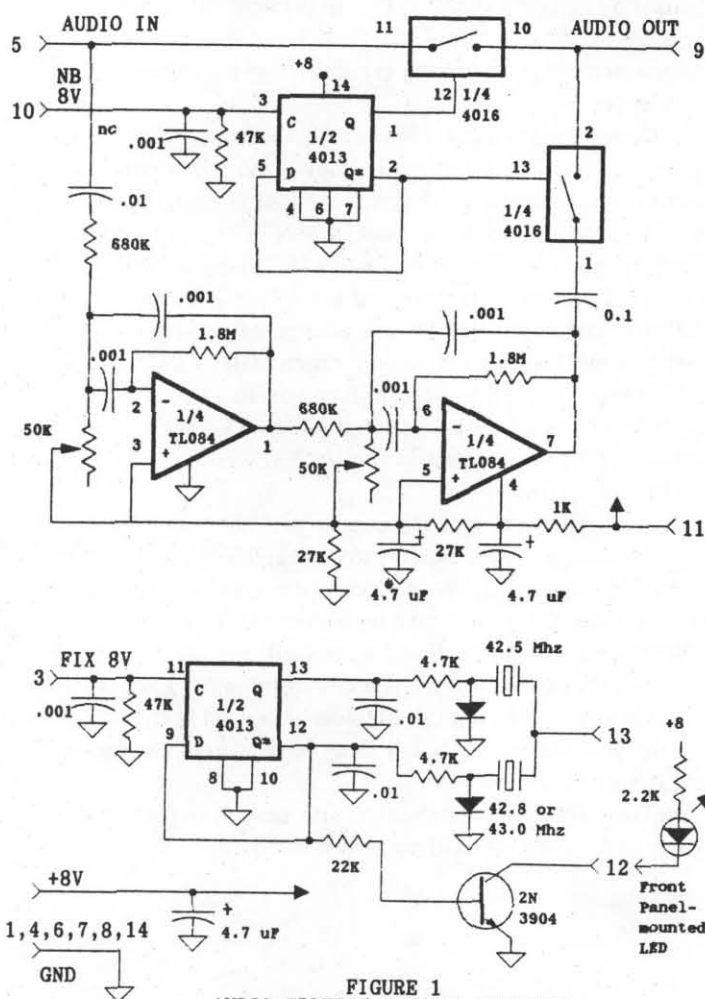 AUDIO IN
AUDIO OUT
5
11
10
9
+8
14
12
1/4
4016
NB
8V
10
3
C
Q
1
nc
.001
47K
1/2
4013
5
D
Q*
2
13
2
4
6
7
1/4
4016
.01
1
680K
0.1
.001
.001
1.8M
1.8M
.001
.001
2
-
1/4
TL084
1
680K
6
-
1/4
TL084
7
50K
3
+
50K
5
+
4
1K
11
27K
+
27K
+
4.7 uF
4.7 uF
3
FIX 8V
11
13
4.7K
42.5 Mhz
C
Q
1/2
4013
.001
47K
9
D
Q*
12
.01
13
+8
4.7K
8
10
.01
2.2K
42.8 or
43.0 Mhz
22K
12
+8V
2N
3904
Front
Panel-
mounted
LED
+
4.7 uF
1,4,6,7,8,14
GND
FIGURE 1